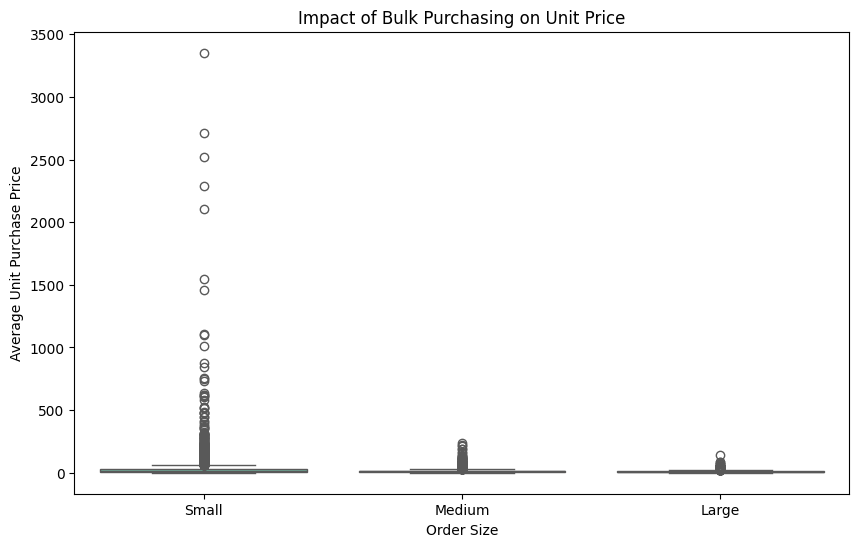 Impact of Bulk Purchasing on Unit Price
3500
3000
2500
2000
1500
1000
500
0
Average Unit Purchase Price
Small
Medium
Large
Order Size